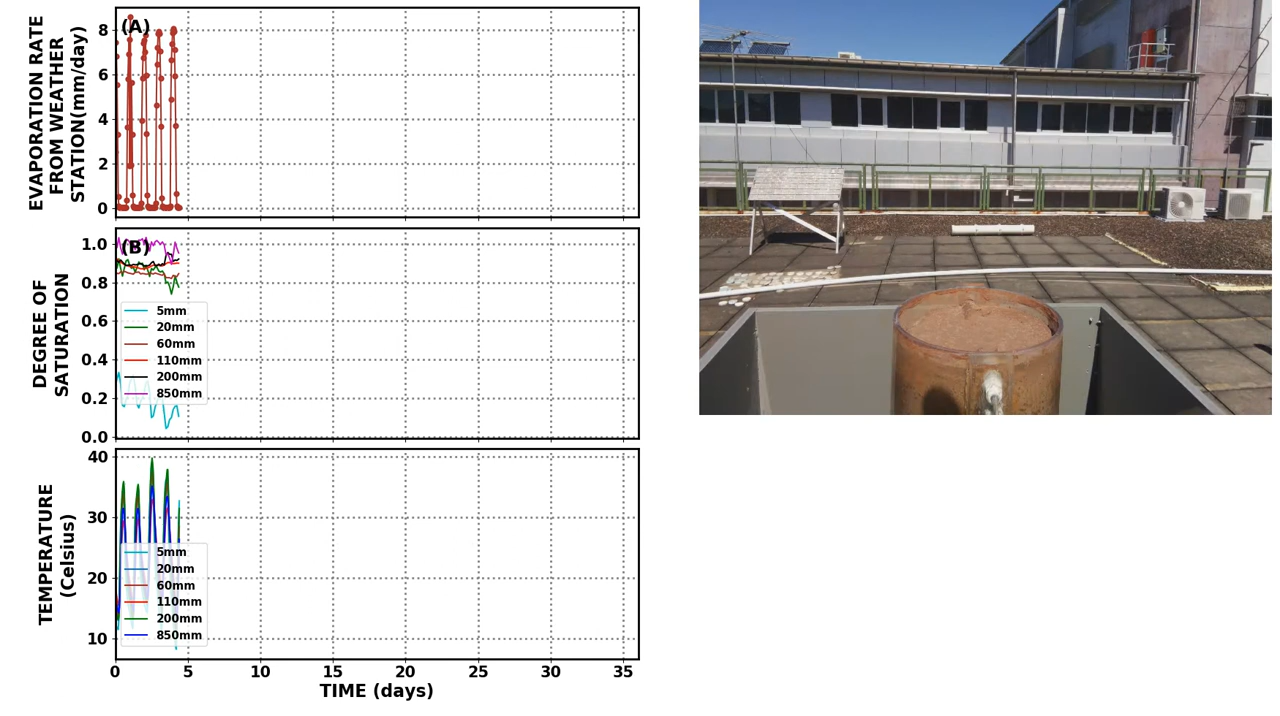 EVAPORATION RATE
FROM WEATHER
STATION(mm/day)
(A)
8
6
4
2
0
DEGREE OF
SATURATION
(B)
1.0
0.8
0.6
0.4
0.2
0.0
5mm
20mm
60mm
110mm
200mm
850mm
TEMPERATURE
(Celsius)
40
30
20
10
5mm
20mm
60mm
110mm
200mm
850mm
0 5 10 15 20 25 30 35
TIME (days)